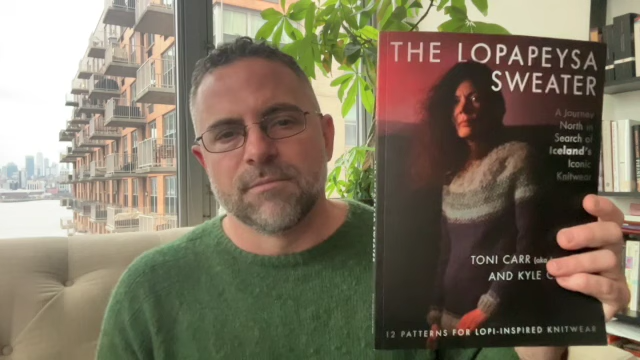 THE LOPAPEYSA
SWEATER
A Journey
North in
Search of
Iceland's
Iconic
Knitwear
TONI CARR (aka
AND KYLE
12 PATTERNS FOR LOPI-INSPIRED KNITWEAR